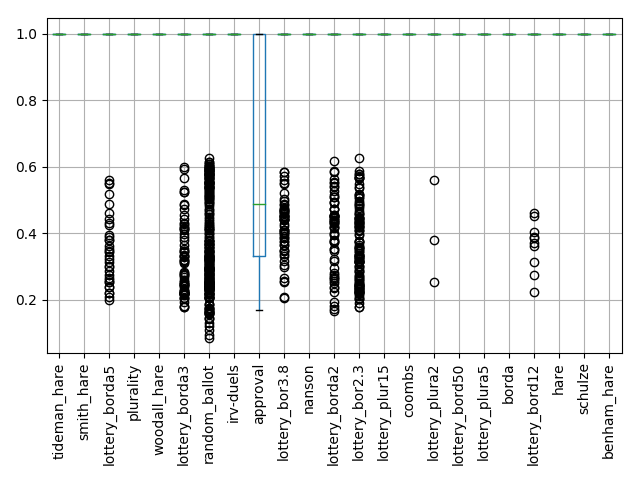 1.0
0.8
0.6
0.4
0.2
tideman_hare
smith_hare
lottery_borda5
plurality
woodall_hare
lottery_borda3
random_ballot
irv-duels
approval
lottery_bor3.8
nanson
lottery_borda2
lottery_bor2.3
lottery_plur15
coombs
lottery_plura2
lottery_bord50
lottery_plura5
borda
lottery_bord12
hare
schulze
benham_hare